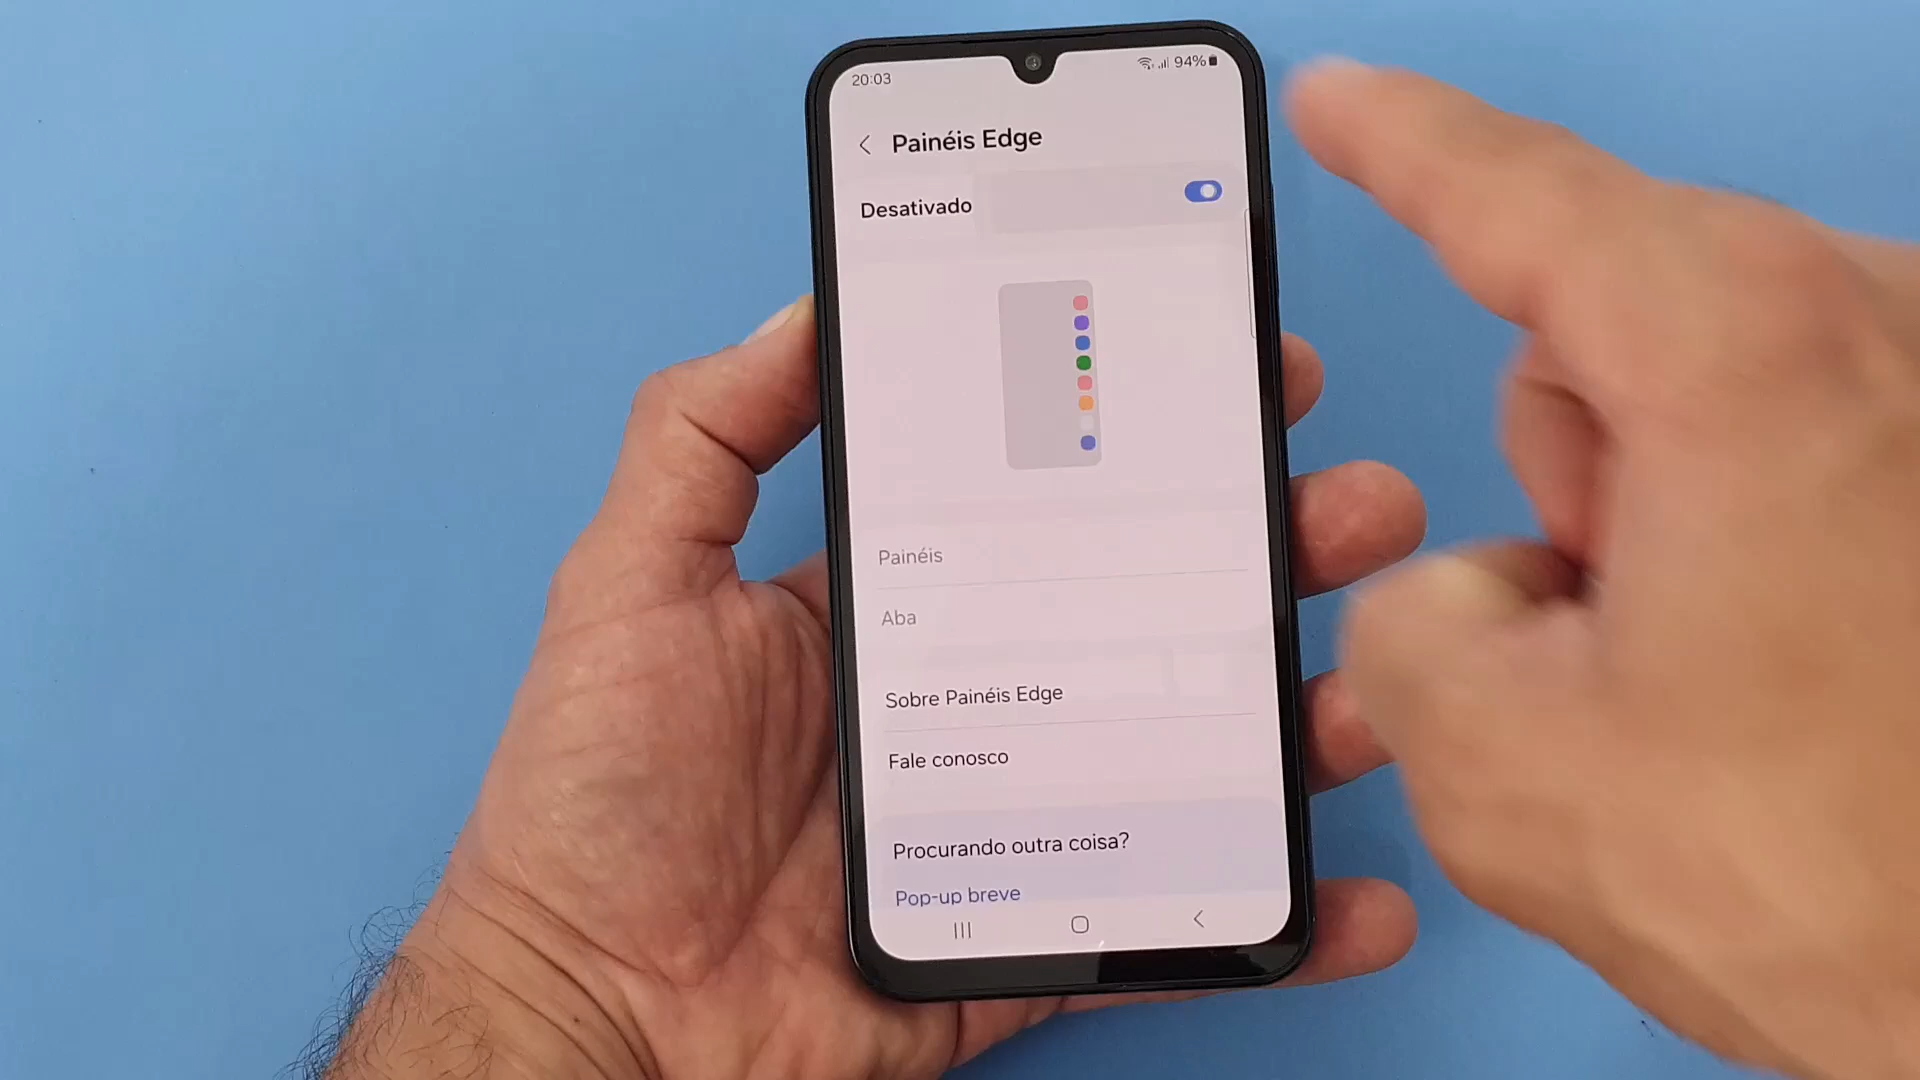 20:03
94%
Painéis Edge
Desativado
Painéis
Aba
Sobre Painéis Edge
Fale conosco
Procurando outra coisa?
Pop-up breve